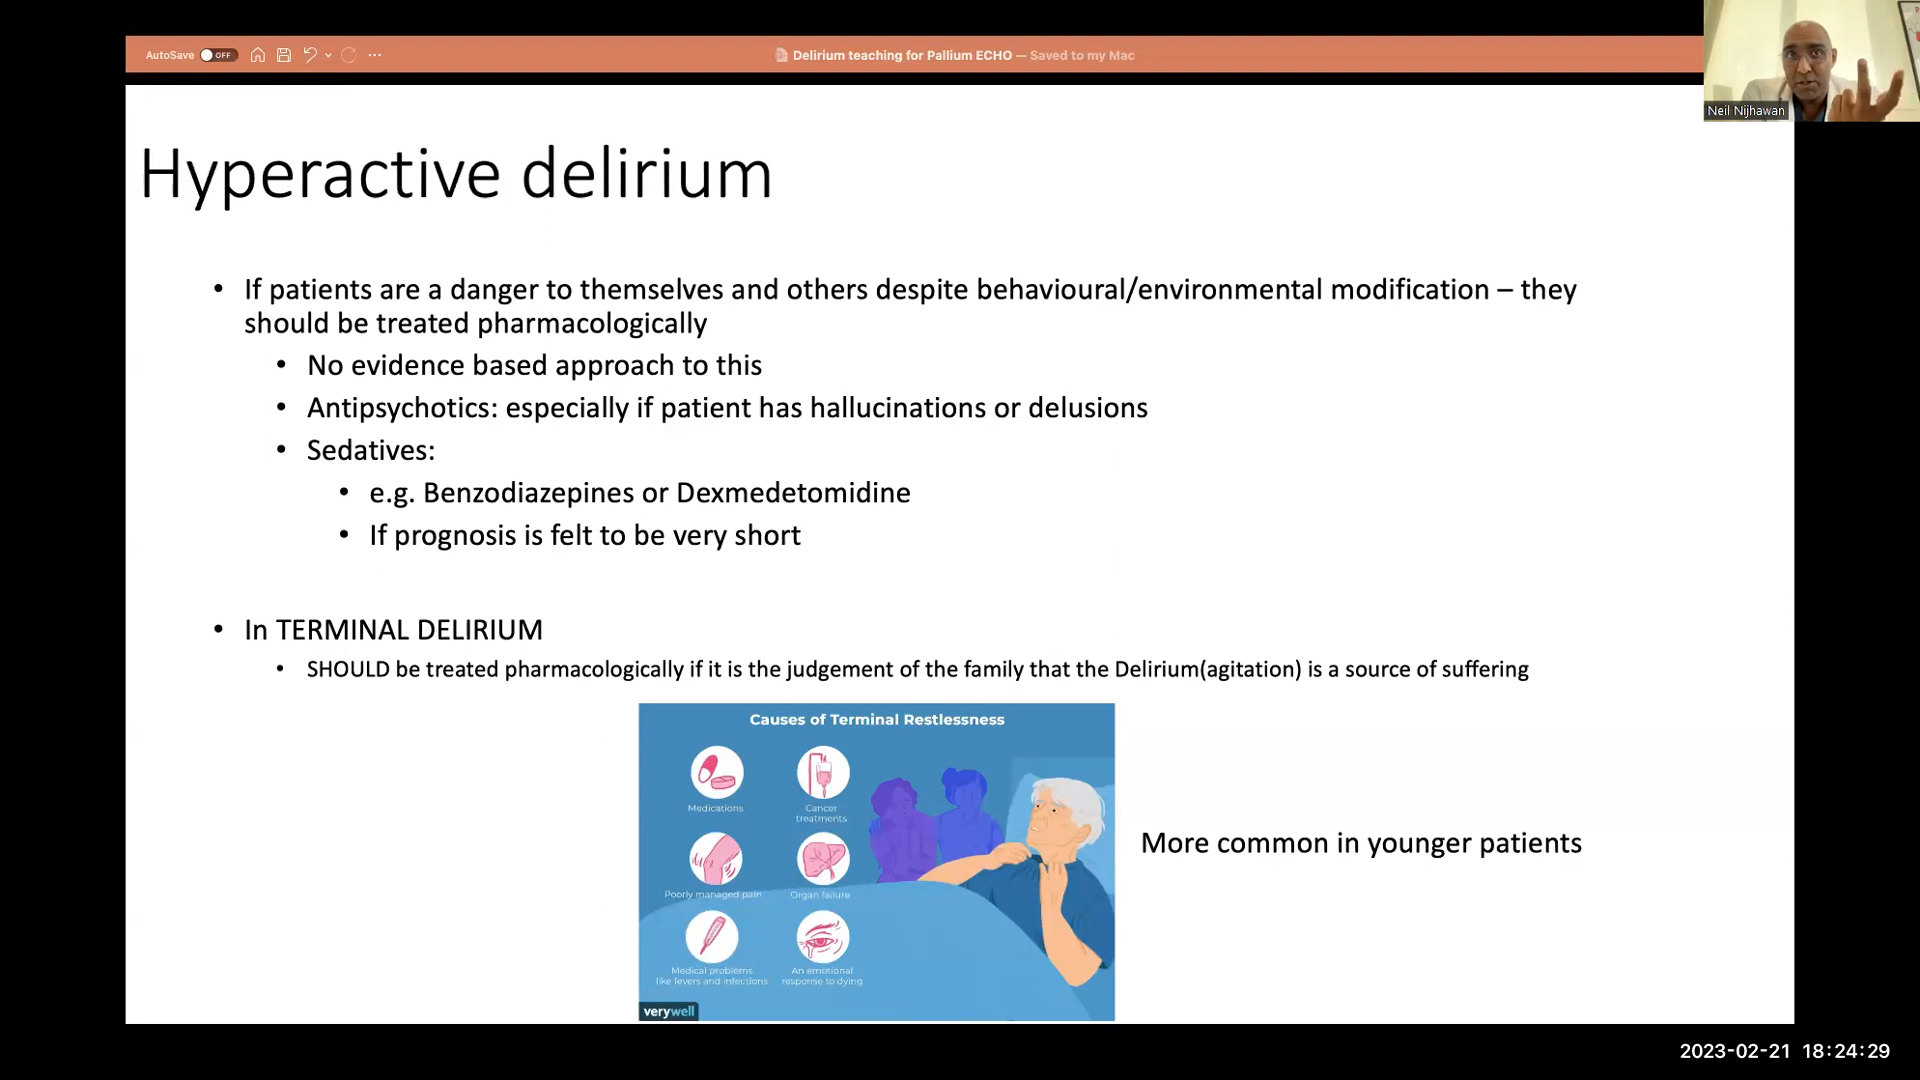 AutoSave OFF
Delirium teaching for Pallium ECHO — Saved to my Mac
Neil Nijhawan
Hyperactive delirium
• If patients are a danger to themselves and others despite behavioural/environmental modification – they
should be treated pharmacologically
• No evidence based approach to this
• Antipsychotics: especially if patient has hallucinations or delusions
• Sedatives:
• e.g. Benzodiazepines or Dexmedetomidine
• If prognosis is felt to be very short
• In TERMINAL DELIRIUM
• SHOULD be treated pharmacologically if it is the judgement of the family that the Delirium(agitation) is a source of suffering
Causes of Terminal Restlessness
Medications
Cancer
treatments
Poorly managed pain
Organ failure
Medical problems
like fevers and infections
An emotional
response to dying
verywell
More common in younger patients
2023-02-21 18:24:29